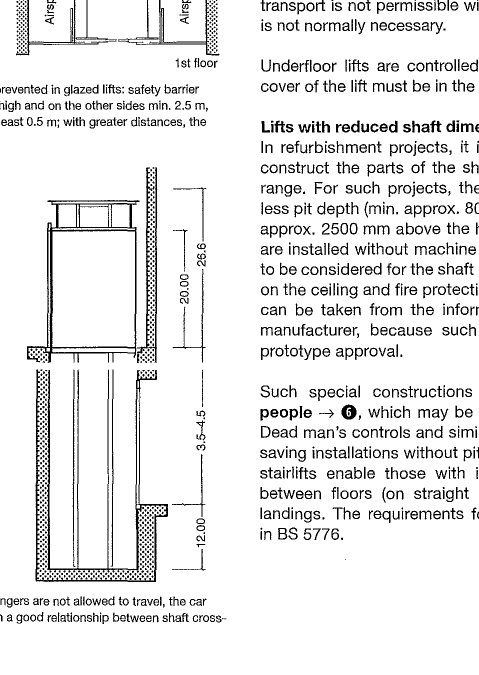 Airsp
Airsp
1st floor
revented in glazed lifts: safety barrier
high and on the other sides min. 2.5 m,
east 0.5 m; with greater distances, the
26.6
20.00
3.5–4.5
12.00
ngers are not allowed to travel, the car
n a good relationship between shaft cross-
transport is not permissible wi
is not normally necessary.
Underfloor lifts are controlled
cover of the lift must be in the
Lifts with reduced shaft dime
In refurbishment projects, it i
construct the parts of the sh
range. For such projects, the
less pit depth (min. approx. 80
approx. 2500 mm above the h
are installed without machine
to be considered for the shaft
on the ceiling and fire protecti
can be taken from the inforr
manufacturer, because such
prototype approval.
Such special constructions
people → 6, which may be
Dead man's controls and simi
saving installations without pit
stairlifts enable those with i
between floors (on straight
landings. The requirements fo
in BS 5776.